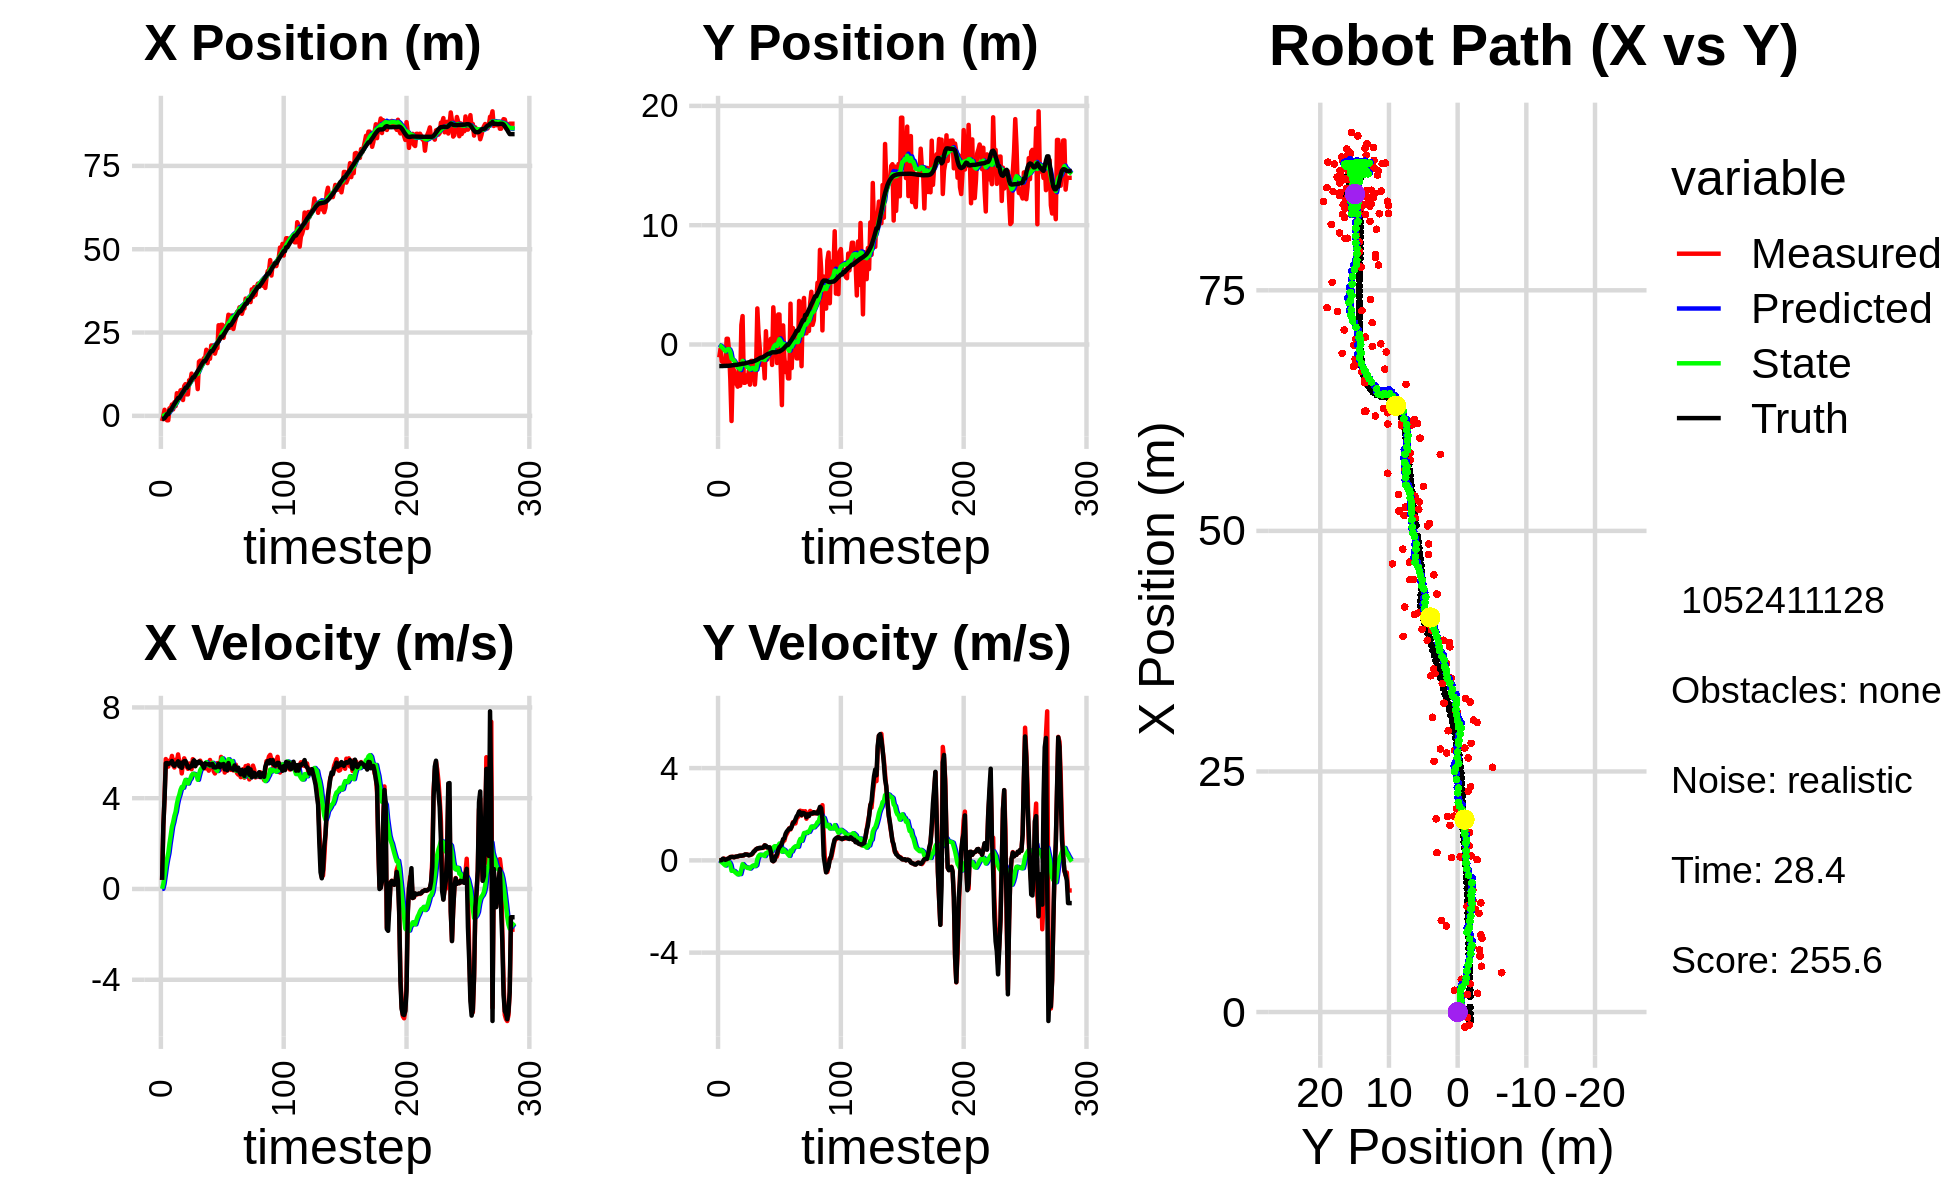 X Position (m)
75
50
25
0
0
100
200
300
timestep
Y Position (m)
20
10
0
0
100
200
300
timestep
X Velocity (m/s)
8
4
0
-4
0
100
200
300
timestep
Y Velocity (m/s)
4
0
-4
0
100
200
300
timestep
Robot Path (X vs Y)
X Position (m)
75
50
25
0
20 10 0 -10 -20
Y Position (m)
variable
Measured
Predicted
State
Truth
1052411128
Obstacles: none
Noise: realistic
Time: 28.4
Score: 255.6